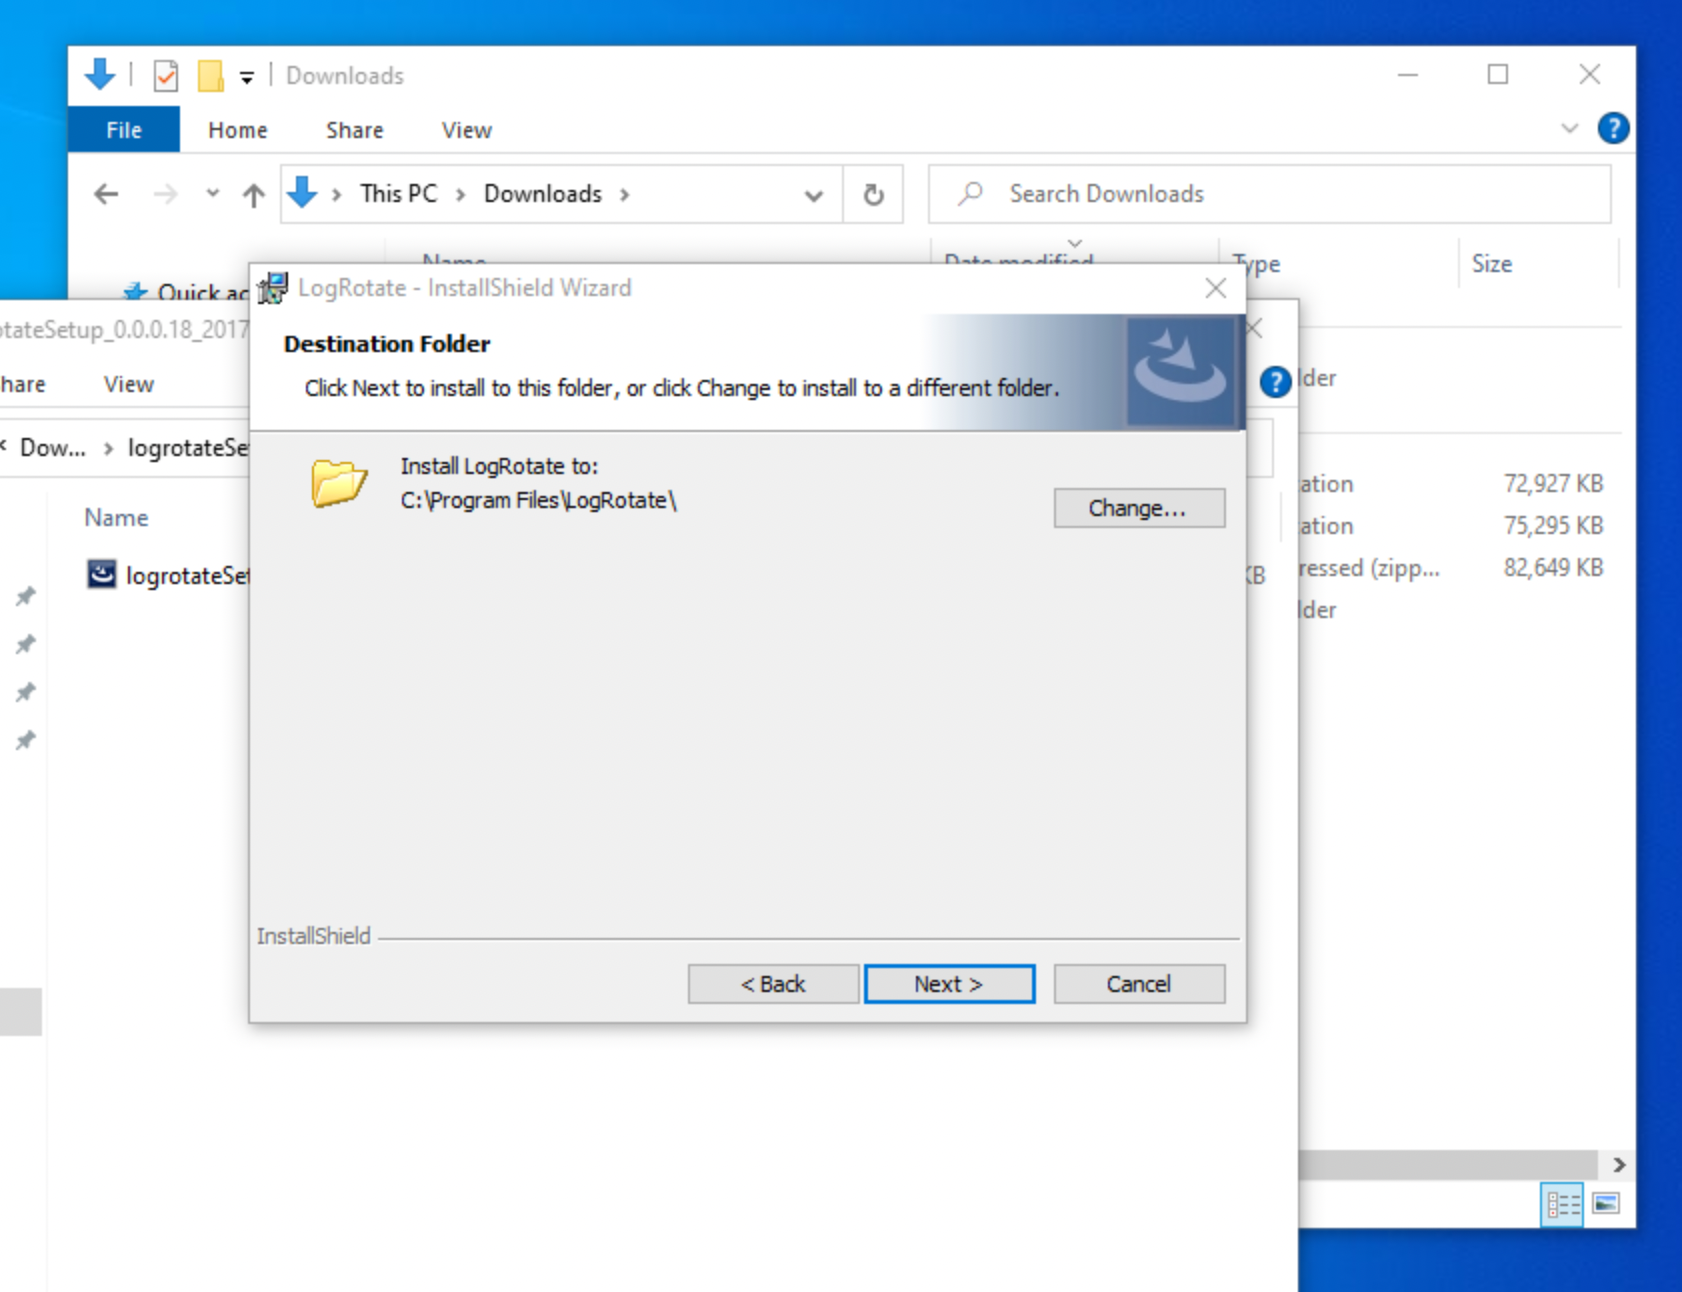 Downloads
File Home Share View
This PC > Downloads >
Search Downloads
Name Date modified Type Size
Quick ac
LogRotate - InstallShield Wizard
otateSetup_0.0.0.18_2017
Destination Folder
Click Next to install to this folder, or click Change to install to a different folder.
hare View
lder
Dow... > logrotateSe
Install LogRotate to:
C:\Program Files\LogRotate\
Change...
ation 72,927 KB
Name
ation 75,295 KB
logrotateSet
KB
ressed (zipp... 82,649 KB
lder
InstallShield
< Back Next > Cancel